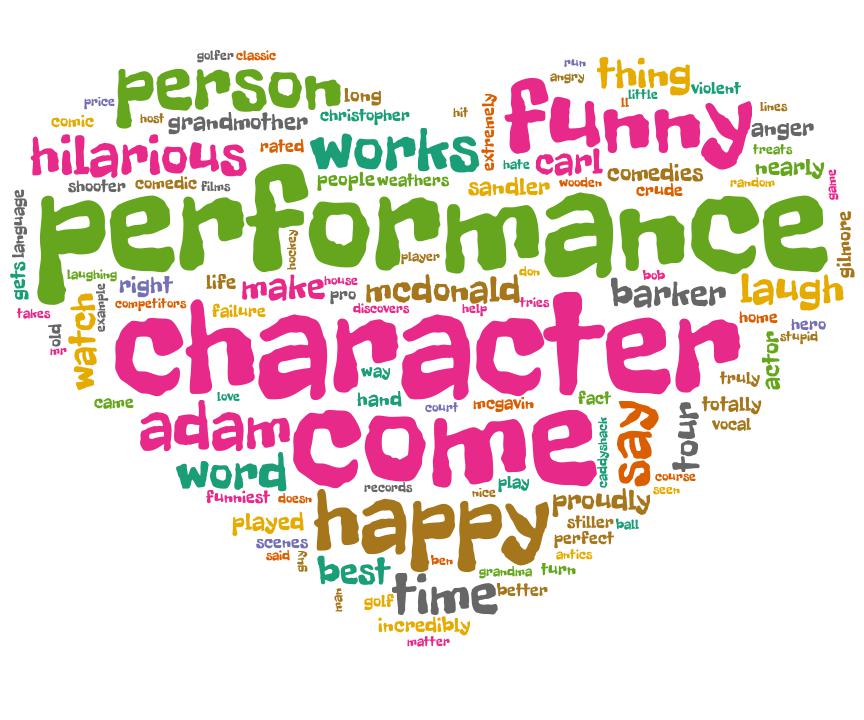 golfer classic
person long
run
angry thing
little violent
price
comic host grandmother christopher
hit extremely ll funny lines
anger
hilarious rated works
hate carl comedies
treats
nearly
shooter comedic films people weathers
sandler wooden crude random game
language
performance
gilmore
hockey player
gets laughing right life make house
pro mcdonald don
bob
barker laugh
takes example competitors failure discovers help tries
home
hero
stupid
old
mr
watch character
actor
way
truly
came love hand court mcgavin fact
totally
vocal
adam come caddyshack say tour
word
records
play
course
seen
funniest doesn happy nice proudly
played stiller ball
scenes perfect
said guy ben antics
best grandma turn
man golf time better
incredibly
matter